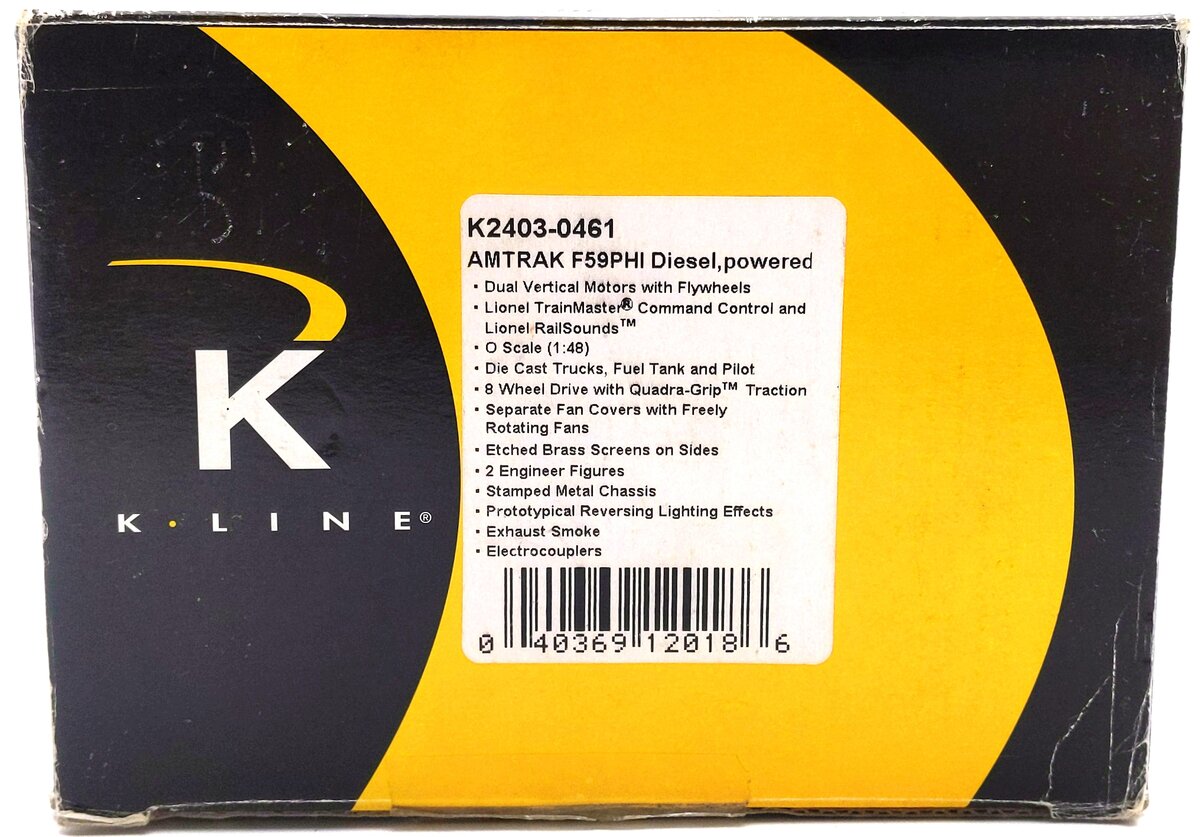 K
K·LINE®
K2403-0461
AMTRAK F59PHI Diesel,powered
· Dual Vertical Motors with Flywheels
· Lionel TrainMaster® Command Control and
Lionel RailSounds™
· O Scale (1:48)
· Die Cast Trucks, Fuel Tank and Pilot
· 8 Wheel Drive with Quadra-Grip™ Traction
· Separate Fan Covers with Freely
Rotating Fans
· Etched Brass Screens on Sides
· 2 Engineer Figures
· Stamped Metal Chassis
· Prototypical Reversing Lighting Effects
· Exhaust Smoke
· Electrocouplers
0 40369 12018 6